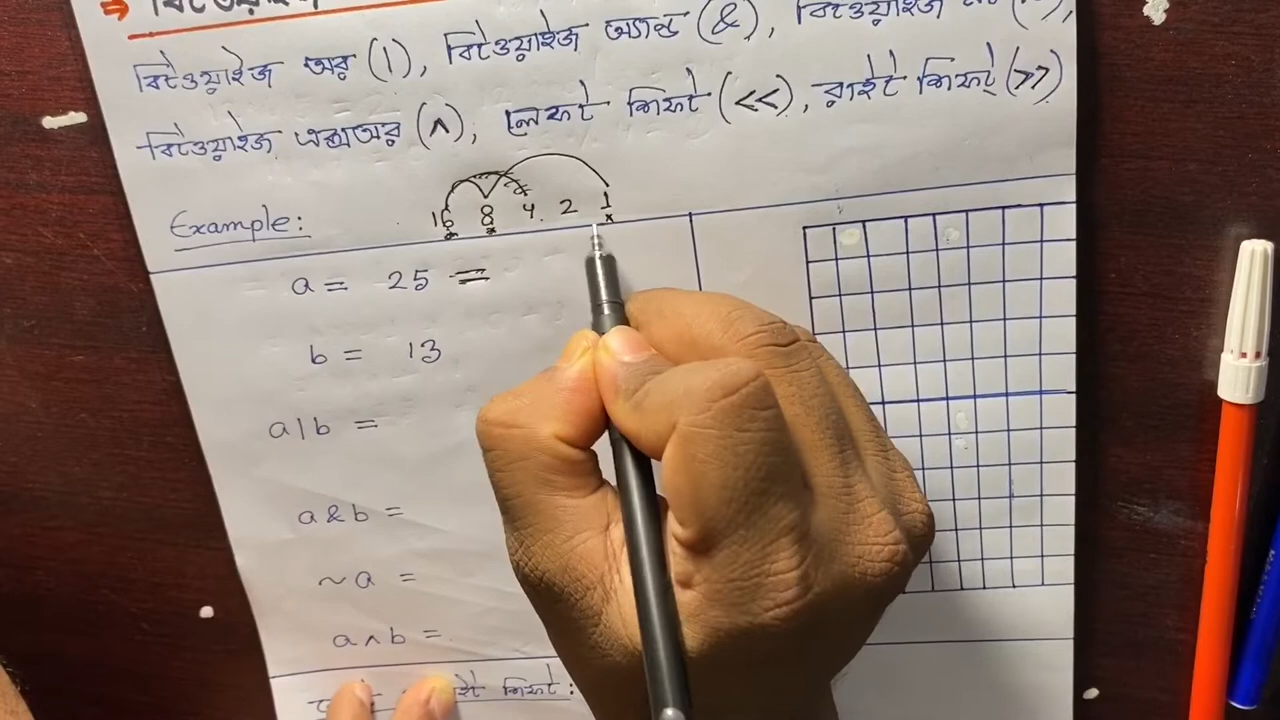 ⇒
বিটওয়াইজ অর (|), বিটওয়াইজ অ্যান্ড (&), বিটওয়াইজ
বিটওয়াইজ এক্সঅর (^), লেফট শিফট (<<), রাইট শিফট (>>)
Example:
16 8 4 2 1
a = 25 =
b = 13
a|b =
a & b =
~a =
a ^ b =
শিফট: